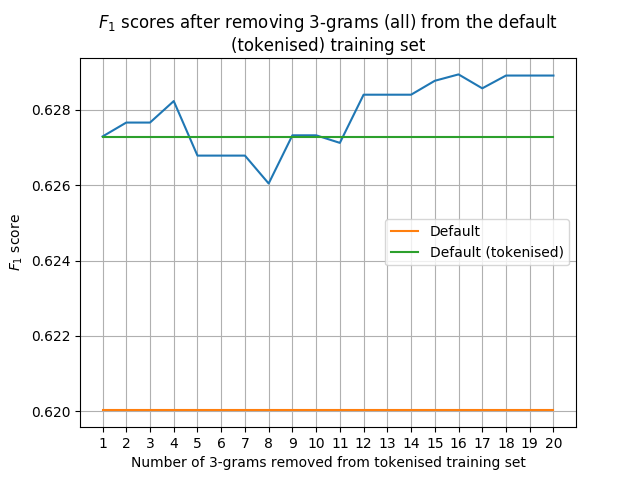 F₁ scores after removing 3-grams (all) from the default
(tokenised) training set
F₁ score
0.628
0.626
0.624
0.622
0.620
Default
Default (tokenised)
1 2 3 4 5 6 7 8 9 10 11 12 13 14 15 16 17 18 19 20
Number of 3-grams removed from tokenised training set